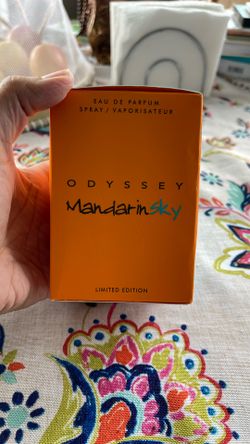 EAU DE PARFUM
SPRAY / VAPORISATEUR
ODYSSEY
Mandarinsky
LIMITED EDITION